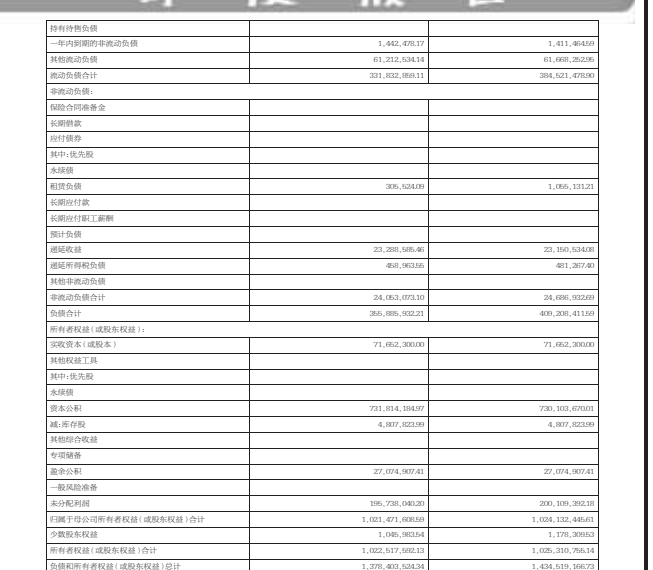 持有待售负债
一年内到期的非流动负债 1,442,478.17 1,411,464.59
其他流动负债 61,212,534.14 61,668,252.95
流动负债合计 331,832,859.11 384,521,478.90
非流动负债:
保险合同准备金
长期借款
应付债券
其中:优先股
永续债
租赁负债 305,524.09 1,055,131.21
长期应付款
长期应付职工薪酬
预计负债
递延收益 23,288,585.46 23,150,534.08
递延所得税负债 458,963.55 481,267.40
其他非流动负债
非流动负债合计 24,053,073.10 24,686,932.69
负债合计 355,885,932.21 409,208,411.59
所有者权益(或股东权益):
实收资本(或股本) 71,652,300.00 71,652,300.00
其他权益工具
其中:优先股
永续债
资本公积 731,814,184.97 730,103,670.01
减:库存股 4,807,823.99 4,807,823.99
其他综合收益
专项储备
盈余公积 27,074,907.41 27,074,907.41
一般风险准备
未分配利润 195,738,040.20 200,109,392.18
归属于母公司所有者权益(或股东权益)合计 1,021,471,608.59 1,024,132,445.61
少数股东权益 1,045,983.54 1,178,309.53
所有者权益(或股东权益)合计 1,022,517,592.13 1,025,310,755.14
负债和所有者权益(或股东权益)总计 1,378,403,524.34 1,434,519,166.73